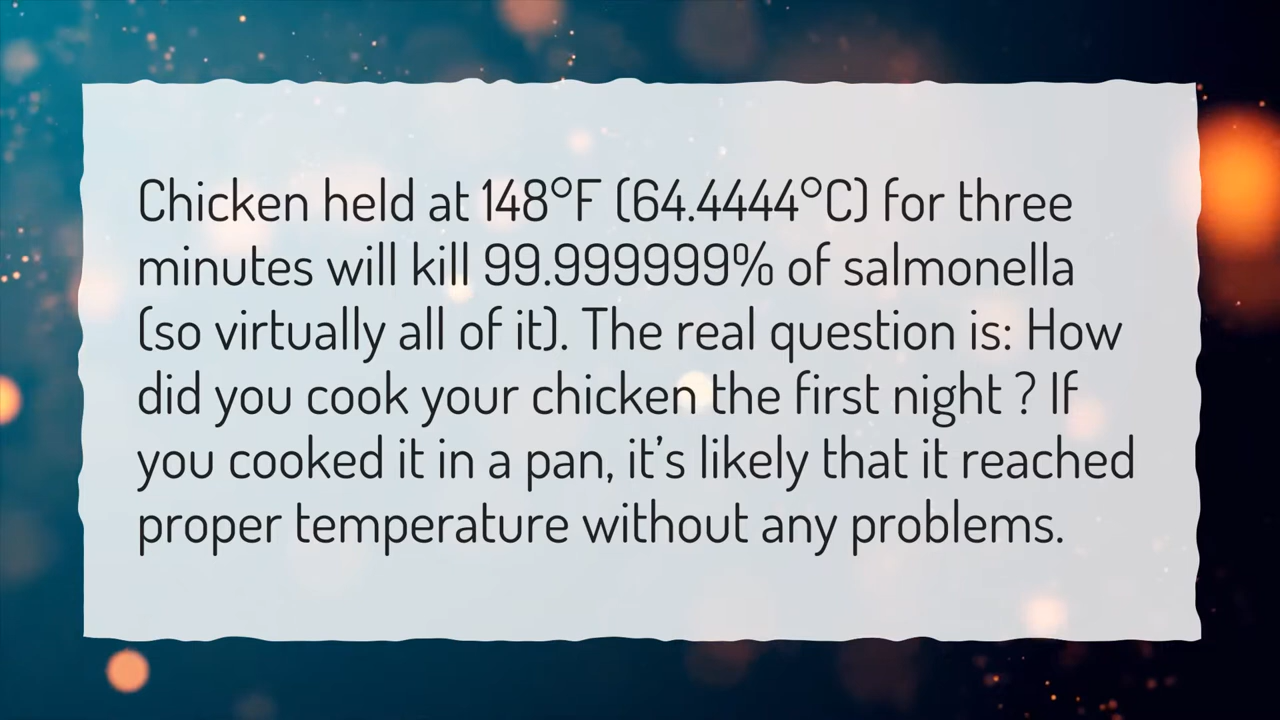 Chicken held at 148°F (64.4444°C) for three
minutes will kill 99.999999% of salmonella
(so virtually all of it). The real question is: How
did you cook your chicken the first night ? If
you cooked it in a pan, it’s likely that it reached
proper temperature without any problems.